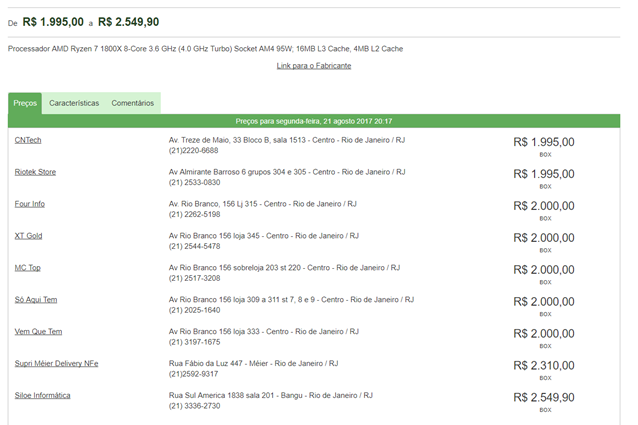 De R$ 1.995,00 a R$ 2.549,90
Processador AMD Ryzen 7 1800X 8-Core 3.6 GHz (4.0 GHz Turbo) Socket AM4 95W; 16MB L3 Cache, 4MB L2 Cache
Link para o Fabricante
Preços Características Comentários
Preços para segunda-feira, 21 agosto 2017 20:17
CNTech Av. Treze de Maio, 33 Bloco B, sala 1513 - Centro - Rio de Janeiro / RJ R$ 1.995,00
(21)2220-6688 BOX
Riotek Store Av Almirante Barroso 6 grupos 304 e 305 - Centro - Rio de Janeiro / RJ R$ 1.995,00
(21) 2533-0830 BOX
Four Info Av. Rio Branco, 156 Lj 315 - Centro - Rio de Janeiro / RJ R$ 2.000,00
(21) 2262-5198 BOX
XT Gold Av Rio Branco 156 loja 345 - Centro - Rio de Janeiro / RJ R$ 2.000,00
(21) 2544-5478 BOX
MC Top Av Rio Branco 156 sobreloja 203 st 220 - Centro - Rio de Janeiro / RJ R$ 2.000,00
(21) 2517-3208 BOX
Só Aqui Tem Av Rio Branco 156 loja 309 a 311 st 7, 8 e 9 - Centro - Rio de Janeiro / RJ R$ 2.000,00
(21) 2025-1640 BOX
Vem Que Tem Av Rio Branco 156 loja 333 - Centro - Rio de Janeiro / RJ R$ 2.000,00
(21) 3197-1675 BOX
Supri Méier Delivery NFe Rua Fábio da Luz 447 - Méier - Rio de Janeiro / RJ R$ 2.310,00
(21)2592-9317 BOX
Siloe Informática Rua Sul America 1838 sala 201 - Bangu - Rio de Janeiro / RJ R$ 2.549,90
(21) 3336-2730 BOX